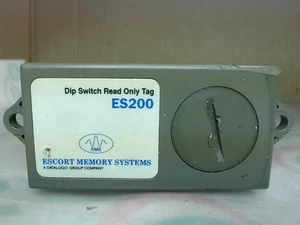 Dip Switch Read Only Tag
ES200
EMS
ESCORT MEMORY SYSTEMS
A DATALOGIC GROUP COMPANY